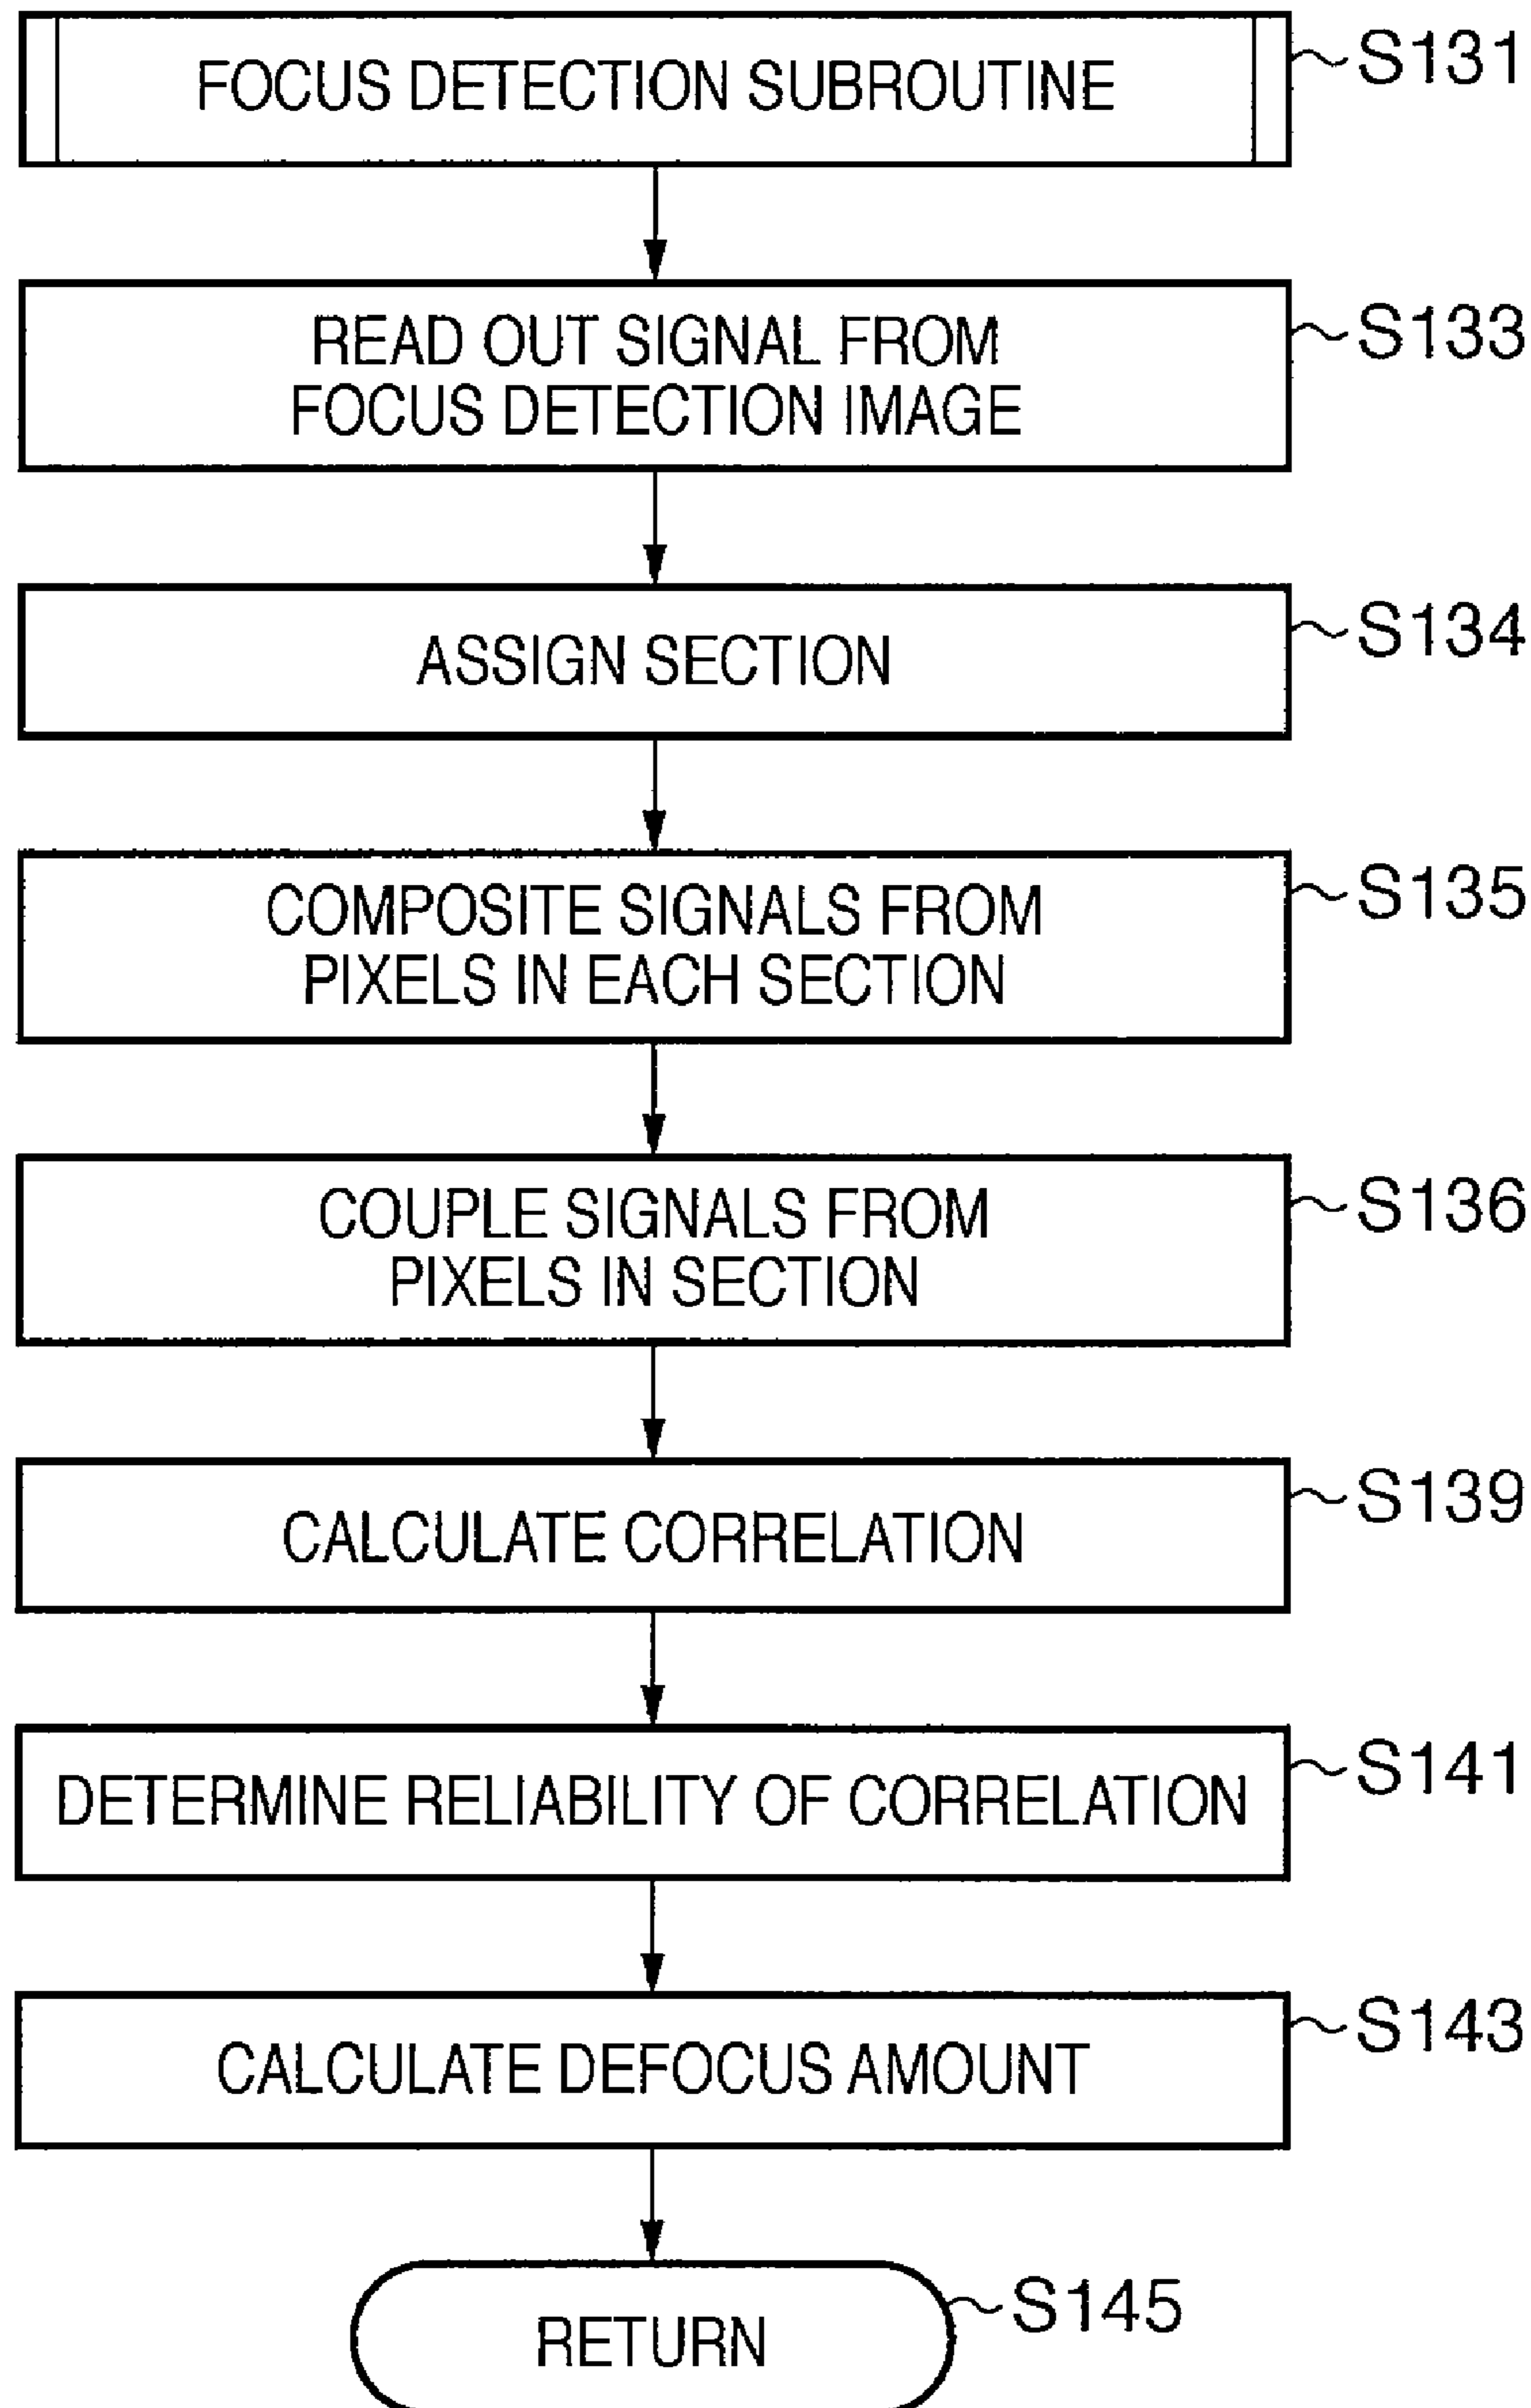 FOCUS DETECTION SUBROUTINE
S131
READ OUT SIGNAL FROM
FOCUS DETECTION IMAGE
S133
ASSIGN SECTION
S134
COMPOSITE SIGNALS FROM
PIXELS IN EACH SECTION
S135
COUPLE SIGNALS FROM
PIXELS IN SECTION
S136
CALCULATE CORRELATION
S139
DETERMINE RELIABILITY OF CORRELATION
S141
CALCULATE DEFOCUS AMOUNT
S143
RETURN
S145